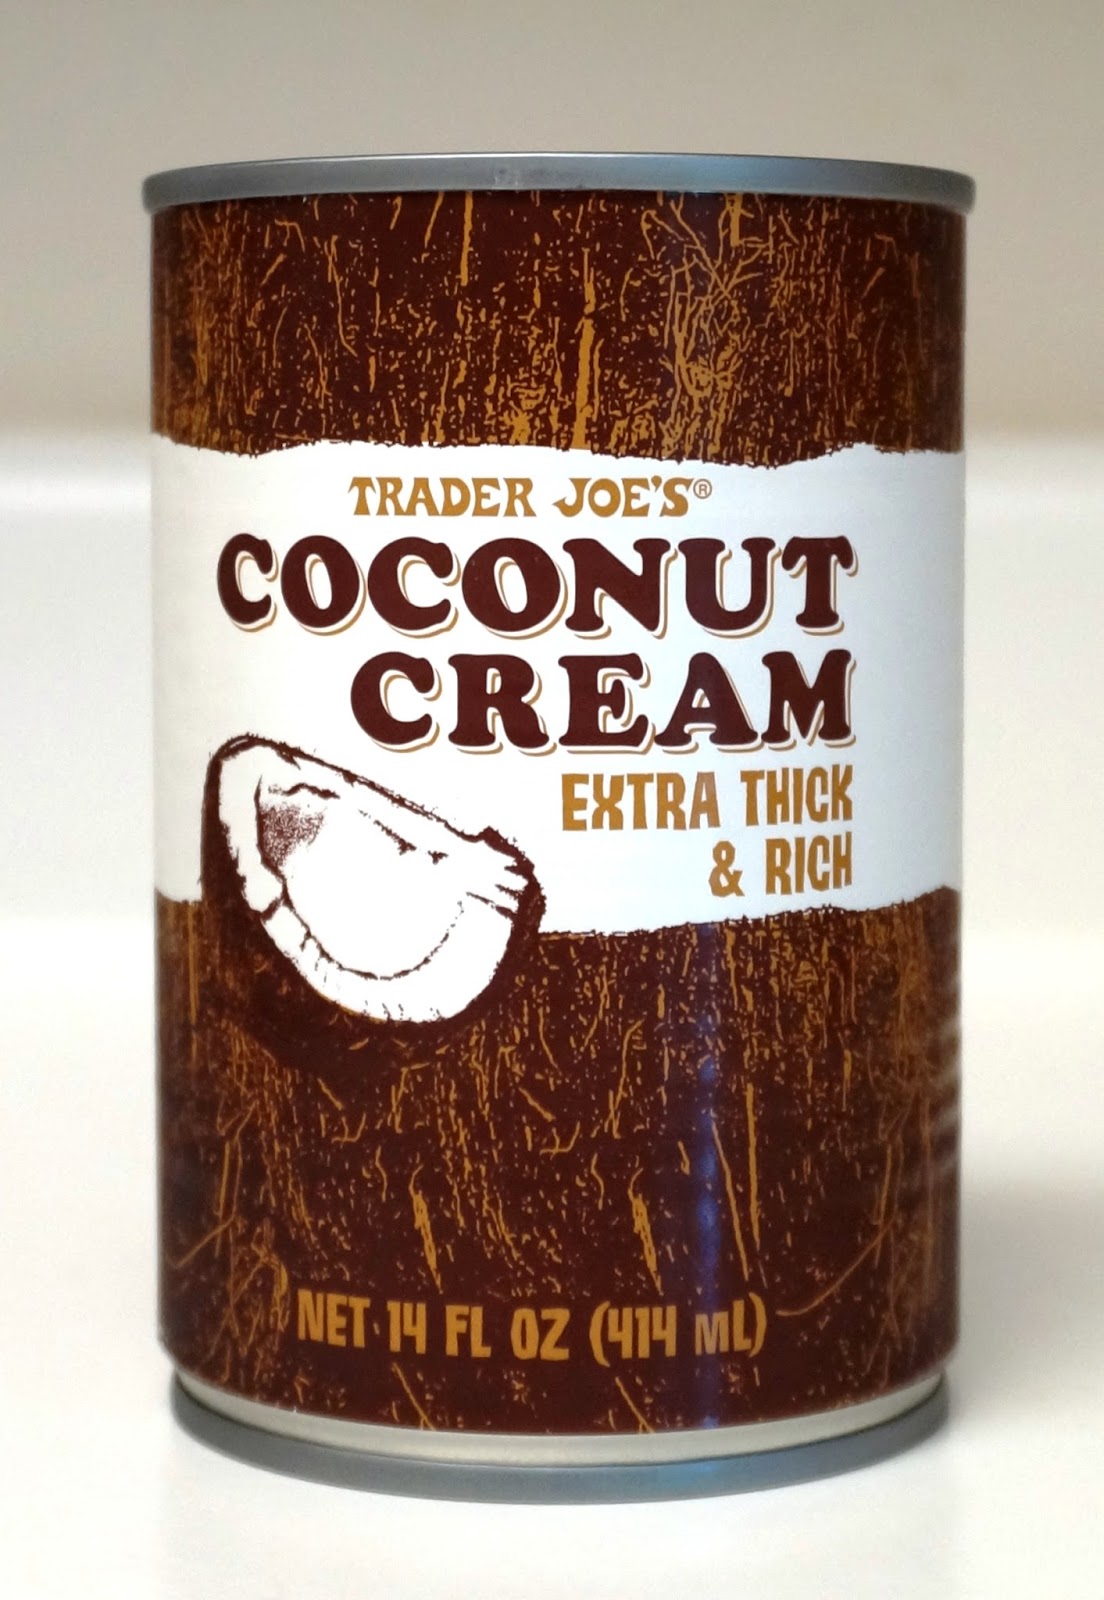 TRADER JOE'S®
COCONUT
CREAM
EXTRA THICK
& RICH
NET 14 FL OZ (414 mL)